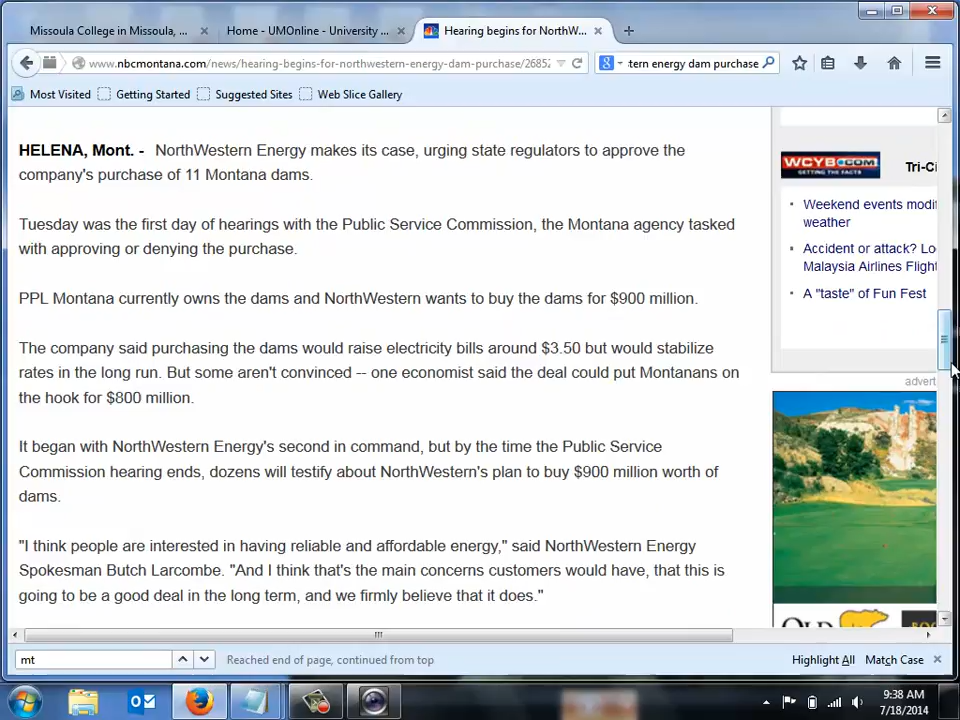 Missoula College in Missoula, ...
Home - UMOnline - University ...
Hearing begins for NorthW...
www.nbcmontana.com/news/hearing-begins-for-northwestern-energy-dam-purchase/2685
tern energy dam purchase
Most Visited
Getting Started
Suggested Sites
Web Slice Gallery
HELENA, Mont. - NorthWestern Energy makes its case, urging state regulators to approve the
company's purchase of 11 Montana dams.
Tuesday was the first day of hearings with the Public Service Commission, the Montana agency tasked
with approving or denying the purchase.
PPL Montana currently owns the dams and NorthWestern wants to buy the dams for $900 million.
The company said purchasing the dams would raise electricity bills around $3.50 but would stabilize
rates in the long run. But some aren't convinced -- one economist said the deal could put Montanans on
the hook for $800 million.
It began with NorthWestern Energy's second in command, but by the time the Public Service
Commission hearing ends, dozens will testify about NorthWestern's plan to buy $900 million worth of
dams.
"I think people are interested in having reliable and affordable energy," said NorthWestern Energy
Spokesman Butch Larcombe. "And I think that's the main concerns customers would have, that this is
going to be a good deal in the long term, and we firmly believe that it does."
WCYB.COM
GETTING THE FACTS
Tri-Ci
Weekend events modif
weather
Accident or attack? Lo
Malaysia Airlines Flight
A "taste" of Fun Fest
advert
OLD
mt
Reached end of page, continued from top
Highlight All
Match Case
9:38 AM
7/18/2014